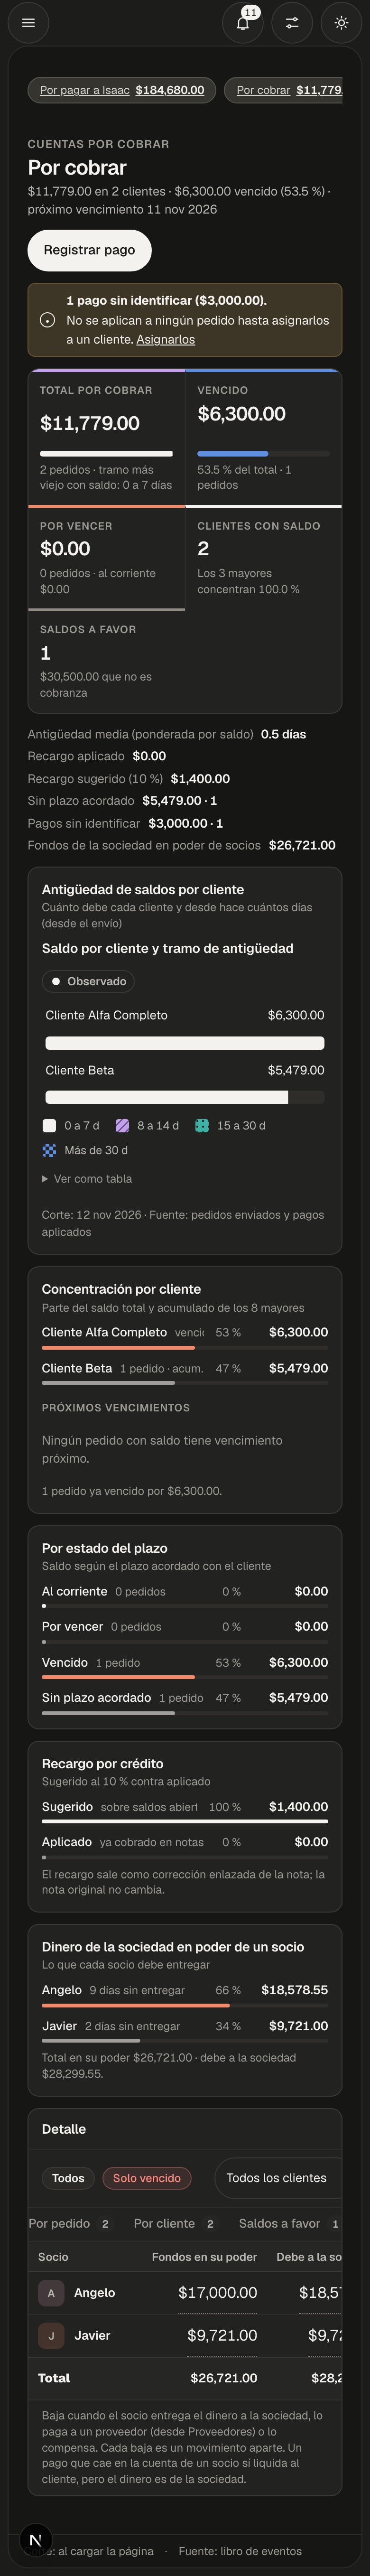 11
Por pagar a Isaac $184,680.00 Por cobrar $11,779.
CUENTAS POR COBRAR
Por cobrar
$11,779.00 en 2 clientes · $6,300.00 vencido (53.5 %) ·
próximo vencimiento 11 nov 2026
Registrar pago
1 pago sin identificar ($3,000.00).
No se aplican a ningún pedido hasta asignarlos
a un cliente. Asignarlos
TOTAL POR COBRAR
$11,779.00
2 pedidos · tramo más
viejo con saldo: 0 a 7 días
VENCIDO
$6,300.00
53.5 % del total · 1
pedidos
POR VENCER
$0.00
0 pedidos · al corriente
$0.00
CLIENTES CON SALDO
2
Los 3 mayores
concentran 100.0 %
SALDOS A FAVOR
1
$30,500.00 que no es
cobranza
Antigüedad media (ponderada por saldo) 0.5 días
Recargo aplicado $0.00
Recargo sugerido (10 %) $1,400.00
Sin plazo acordado $5,479.00 · 1
Pagos sin identificar $3,000.00 · 1
Fondos de la sociedad en poder de socios $26,721.00
Antigüedad de saldos por cliente
Cuánto debe cada cliente y desde hace cuántos días
(desde el envío)
Saldo por cliente y tramo de antigüedad
Observado
Cliente Alfa Completo $6,300.00
Cliente Beta $5,479.00
0 a 7 d 8 a 14 d 15 a 30 d
Más de 30 d
Ver como tabla
Corte: 12 nov 2026 · Fuente: pedidos enviados y pagos
aplicados
Concentración por cliente
Parte del saldo total y acumulado de los 8 mayores
Cliente Alfa Completo venci 53 % $6,300.00
Cliente Beta 1 pedido · acum. 47 % $5,479.00
PRÓXIMOS VENCIMIENTOS
Ningún pedido con saldo tiene vencimiento
próximo.
1 pedido ya vencido por $6,300.00.
Por estado del plazo
Saldo según el plazo acordado con el cliente
Al corriente 0 pedidos 0 % $0.00
Por vencer 0 pedidos 0 % $0.00
Vencido 1 pedido 53 % $6,300.00
Sin plazo acordado 1 pedido 47 % $5,479.00
Recargo por crédito
Sugerido al 10 % contra aplicado
Sugerido sobre saldos abiert 100 % $1,400.00
Aplicado ya cobrado en notas 0 % $0.00
El recargo sale como corrección enlazada de la nota; la
nota original no cambia.
Dinero de la sociedad en poder de un socio
Lo que cada socio debe entregar
Angelo 9 días sin entregar 66 % $18,578.55
Javier 2 días sin entregar 34 % $9,721.00
Total en su poder $26,721.00 · debe a la sociedad
$28,299.55.
Detalle
Todos Solo vencido Todos los clientes
Por pedido 2 Por cliente 2 Saldos a favor 1
Socio Fondos en su poder Debe a la so
A Angelo $17,000.00 $18,57
J Javier $9,721.00 $9,72
Total $26,721.00 $28,2
Baja cuando el socio entrega el dinero a la sociedad, lo
paga a un proveedor (desde Proveedores) o lo
compensa. Cada baja es un movimiento aparte. Un
pago que cae en la cuenta de un socio sí liquida al
cliente, pero el dinero es de la sociedad.
N
: al cargar la página · Fuente: libro de eventos